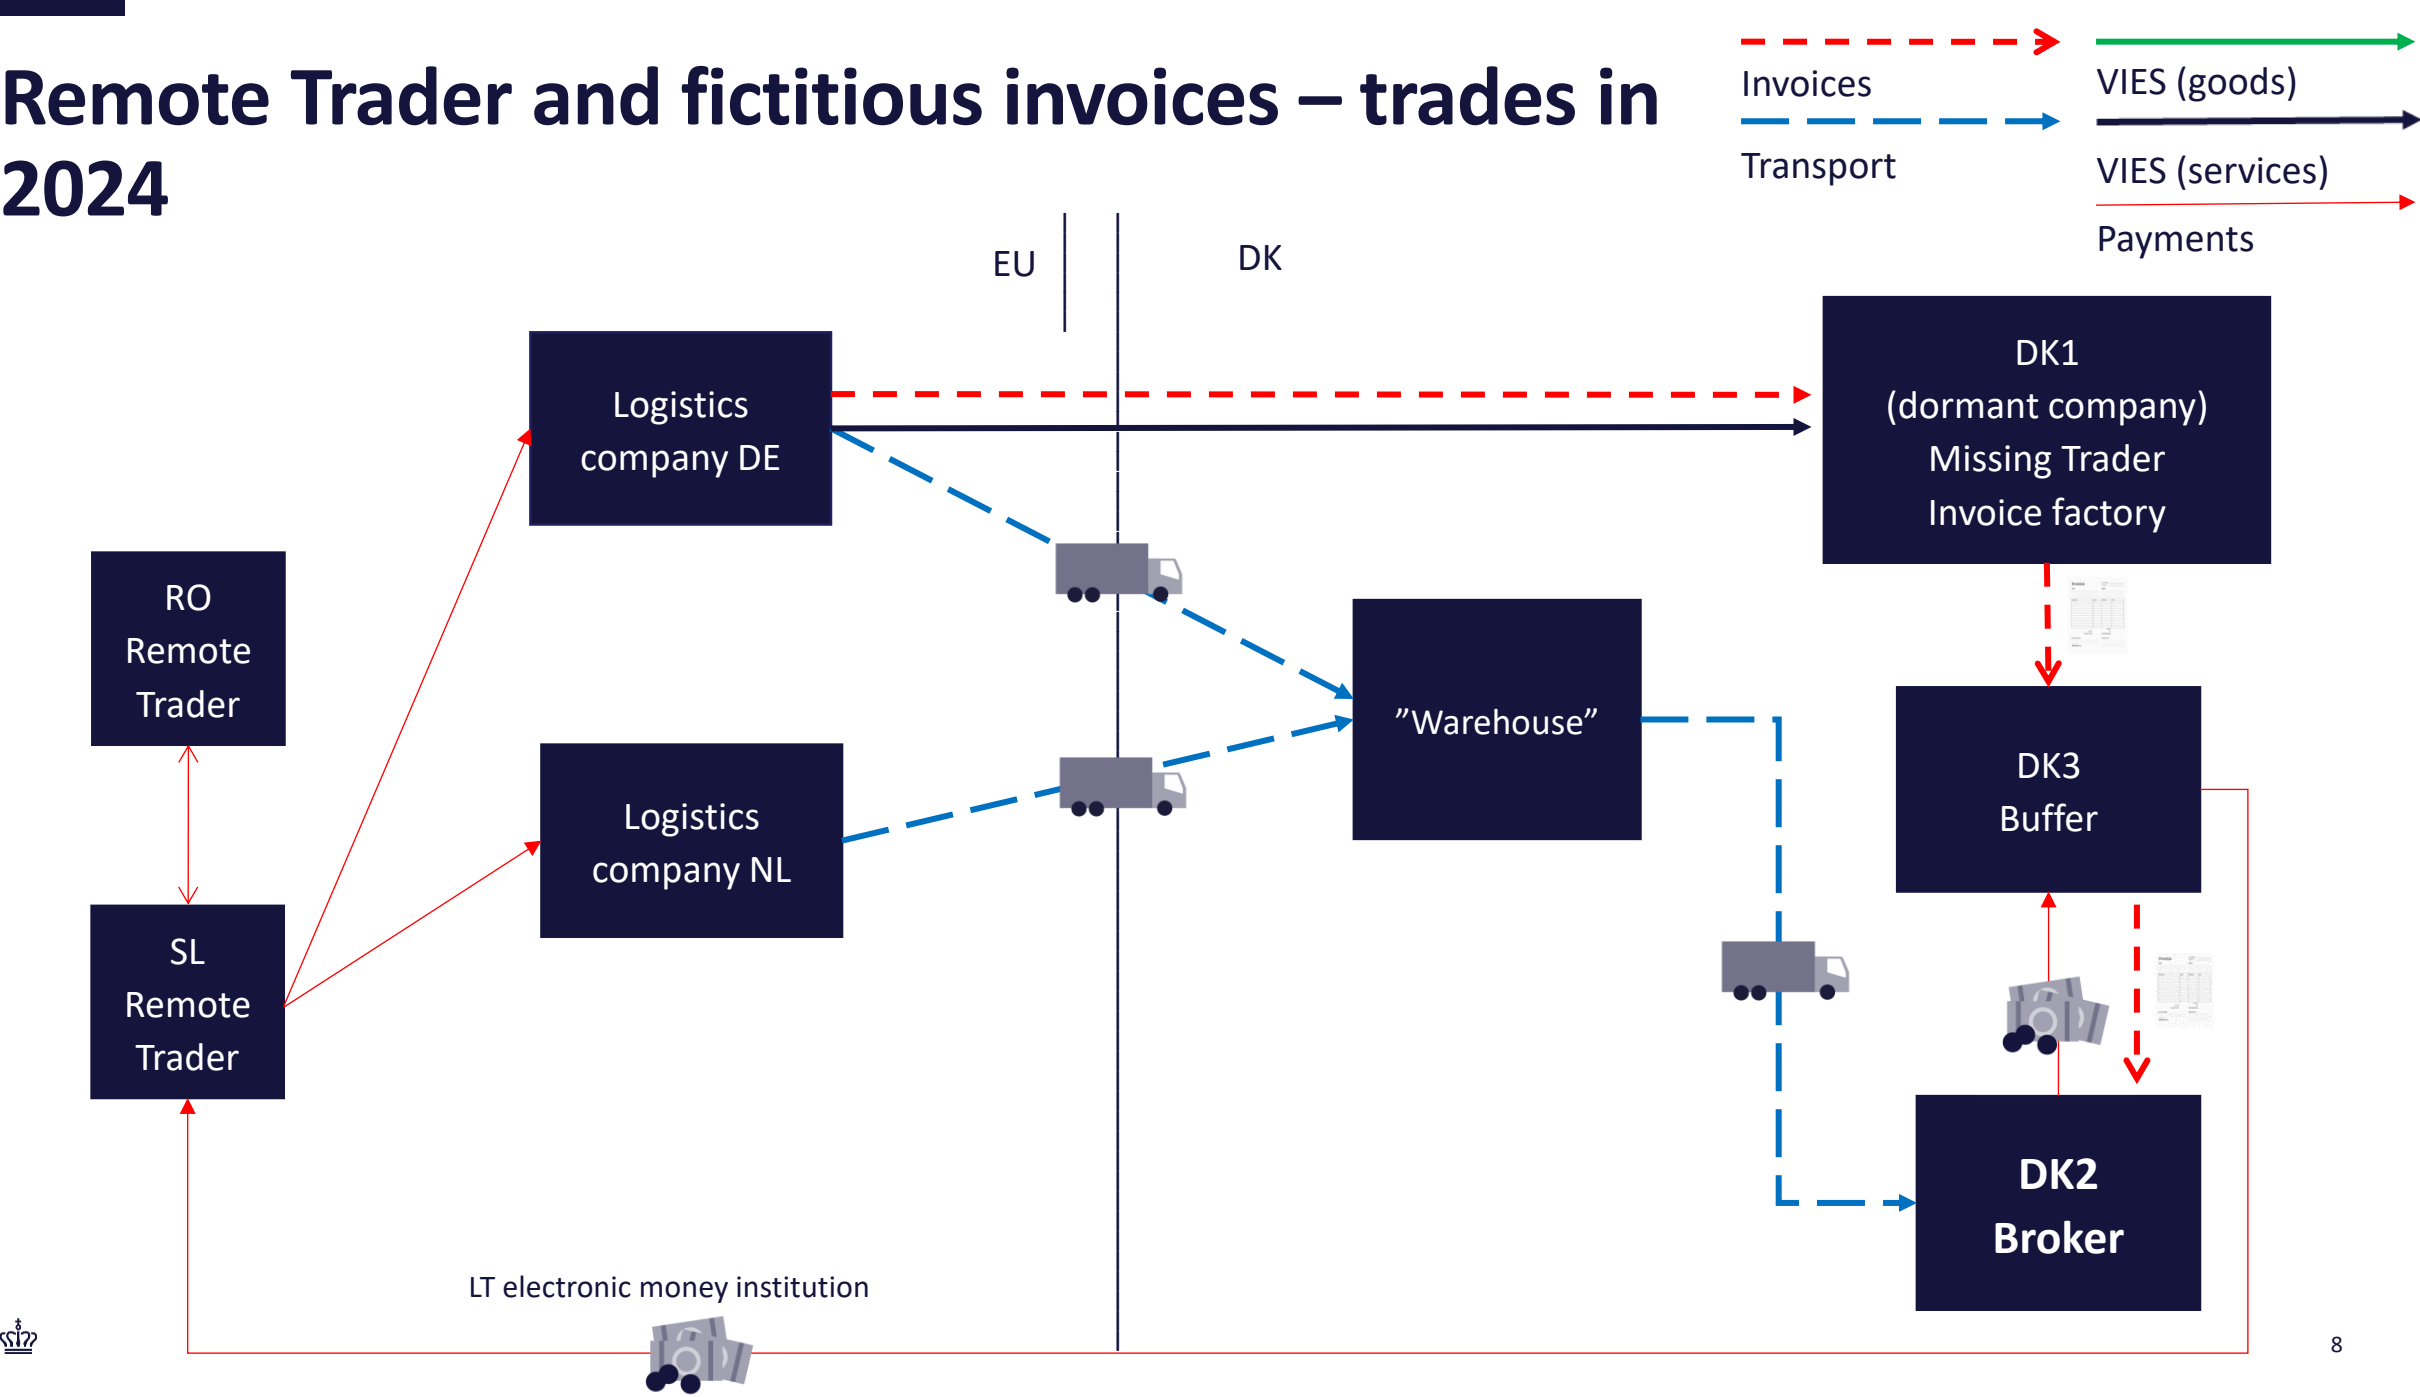 Remote Trader and fictitious invoices – trades in
2024
Invoices
Transport
VIES (goods)
VIES (services)
Payments
EU
DK
Logistics
company DE
DK1
(dormant company)
Missing Trader
Invoice factory
RO
Remote
Trader
”Warehouse”
Logistics
company NL
DK3
Buffer
SL
Remote
Trader
DK2
Broker
LT electronic money institution
8